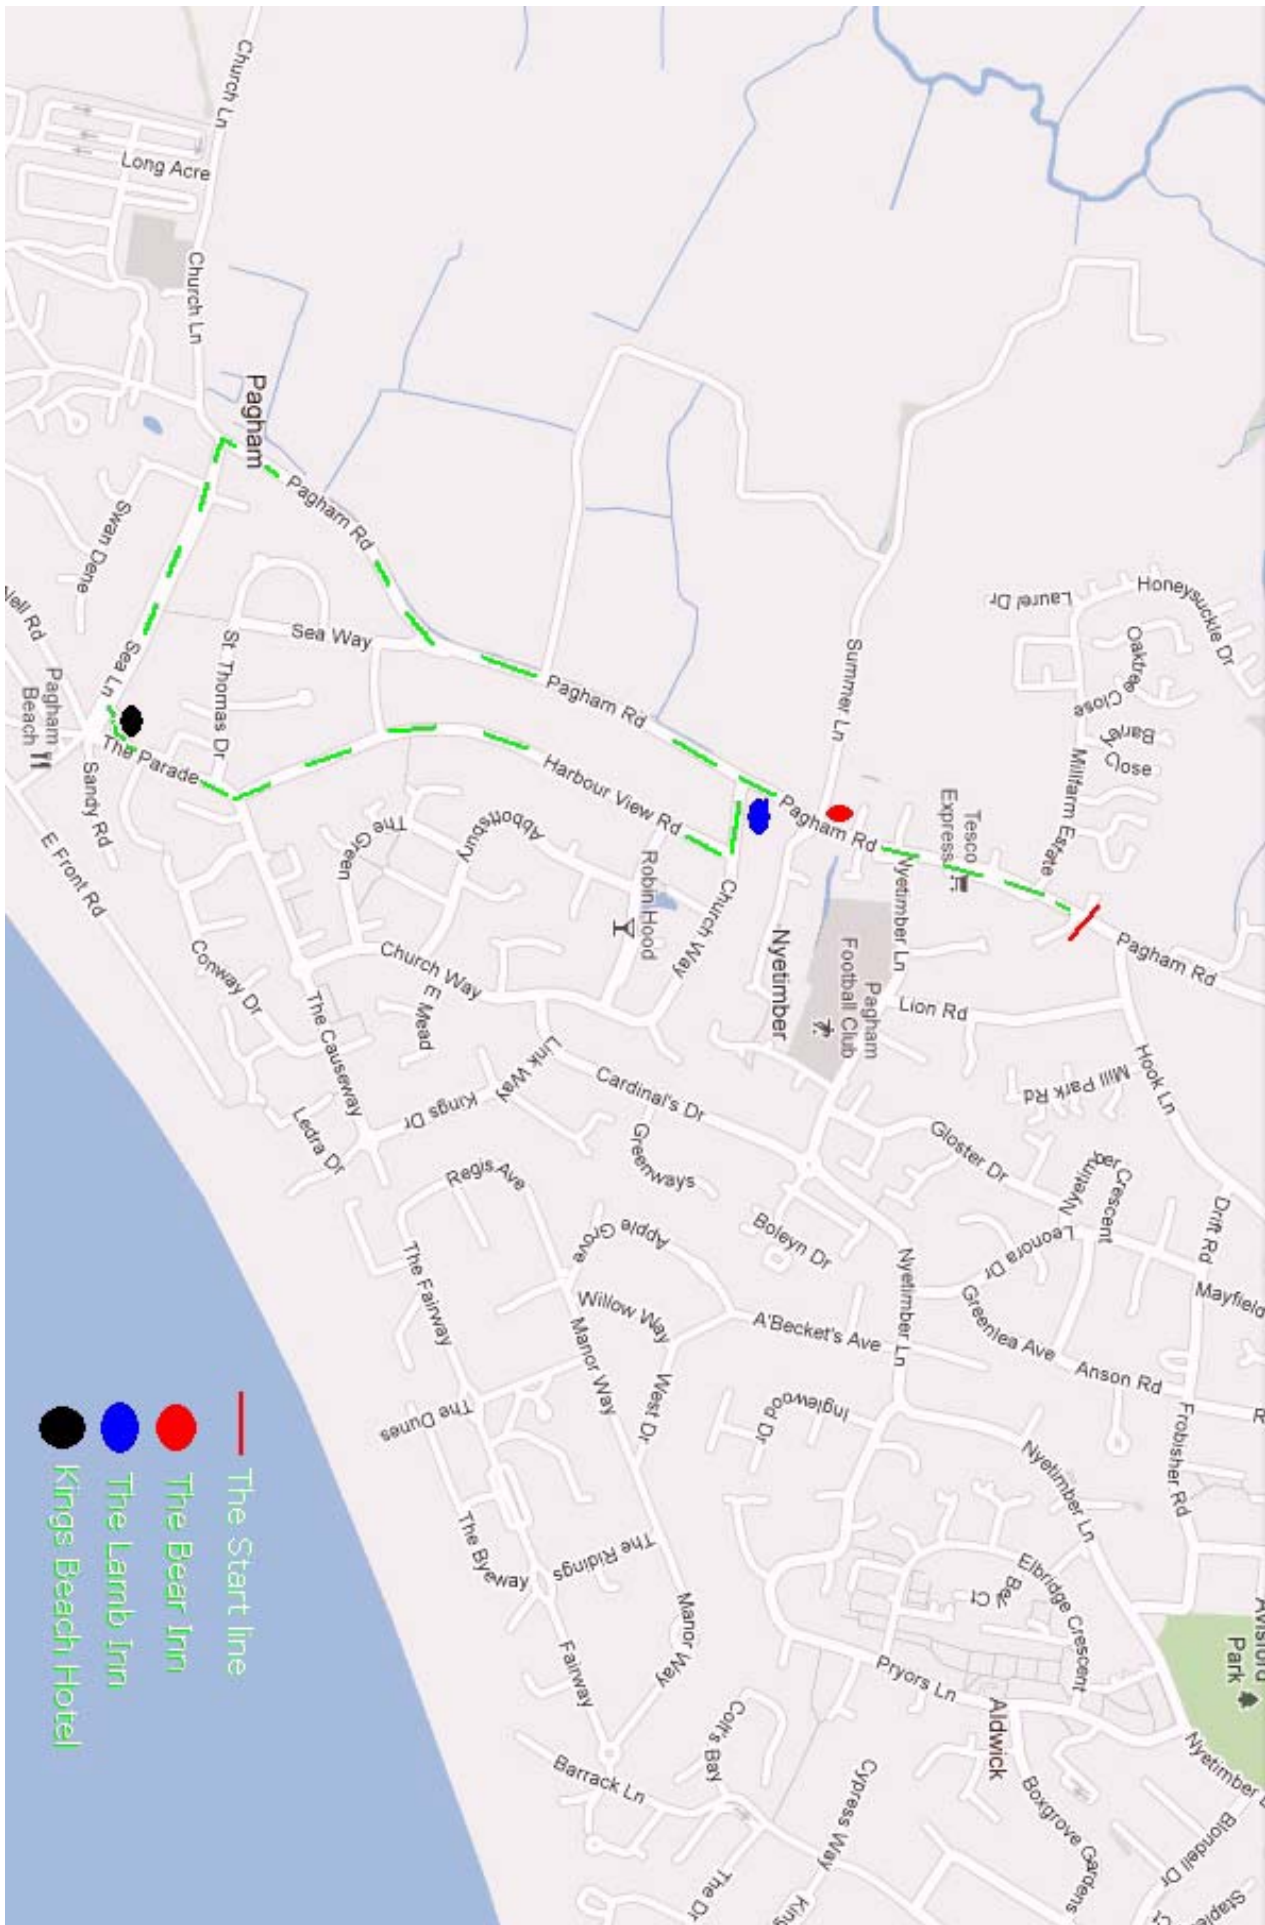 Church Ln
Long Acre
Church Ln
Pagham
Pagham Rd
Swan Dene
Sea Way
St. Thomas Dr
Sea Ln
Pagham
Beach
The Parade
Sandy Rd
E Front Rd
Pagham Rd
Harbour View Rd
Summer Ln
Pagham Rd
Laurel Dr
Honeysuckle Dr
Oaktree Close
Close
Millfarm Estate
Tesco
Express
Nyetimber Ln
Pagham Rd
The Green
Abbottsbury
Robin Hood
Church Way
Nyetimber
Pagham
Football Club
Lion Rd
Mill Park Rd
Hook Ln
Church Way
E Mead
Conway Dr
The Causeway
Link Way
Kings Dr
Ledra Dr
Cardinal's Dr
Greenways
Gloster Dr
Nyetimber Crescent
Drift Rd
Mayfield
Regis Ave
Apple Grove
Boleyn Dr
Leonora Dr
Greenlea Ave
Anson Rd
Nyetimber Ln
The Fairway
Willow Way
Manor Way
West Dr
A'Becket's Ave
Inglewood Dr
Frobisher Rd
R
The Dunes
The Byeway
The Ridings
Nyetimber Ln
Elbridge Crescent
Bel Ct
Park
Manor Way
Fairway
Pryors Ln
Aldwick
Nyetimber L
Barrack Ln
Colt's Bay
Cypress Way
Boxgrove Gardens
Blondell Dr
The Dr
King
Ct
Staple
The Start line
The Bear Inn
The Lamb Inn
Kings Beach Hotel